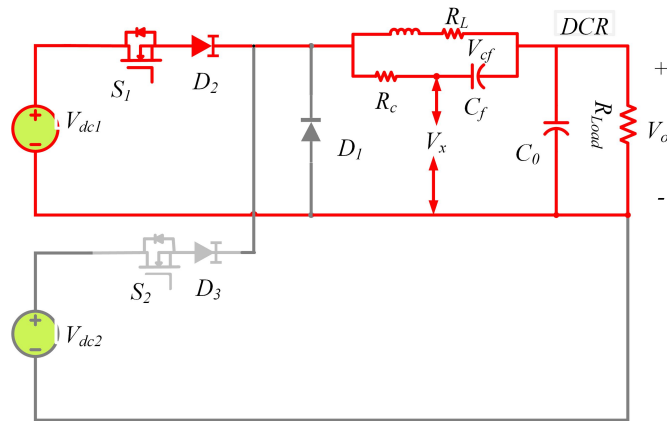 R_L
DCR
V_cf
S_1
D_2
R_c
C_f
V_dc1
D_1
V_x
C_0
R_Load
+
V_o
-
S_2
D_3
V_dc2